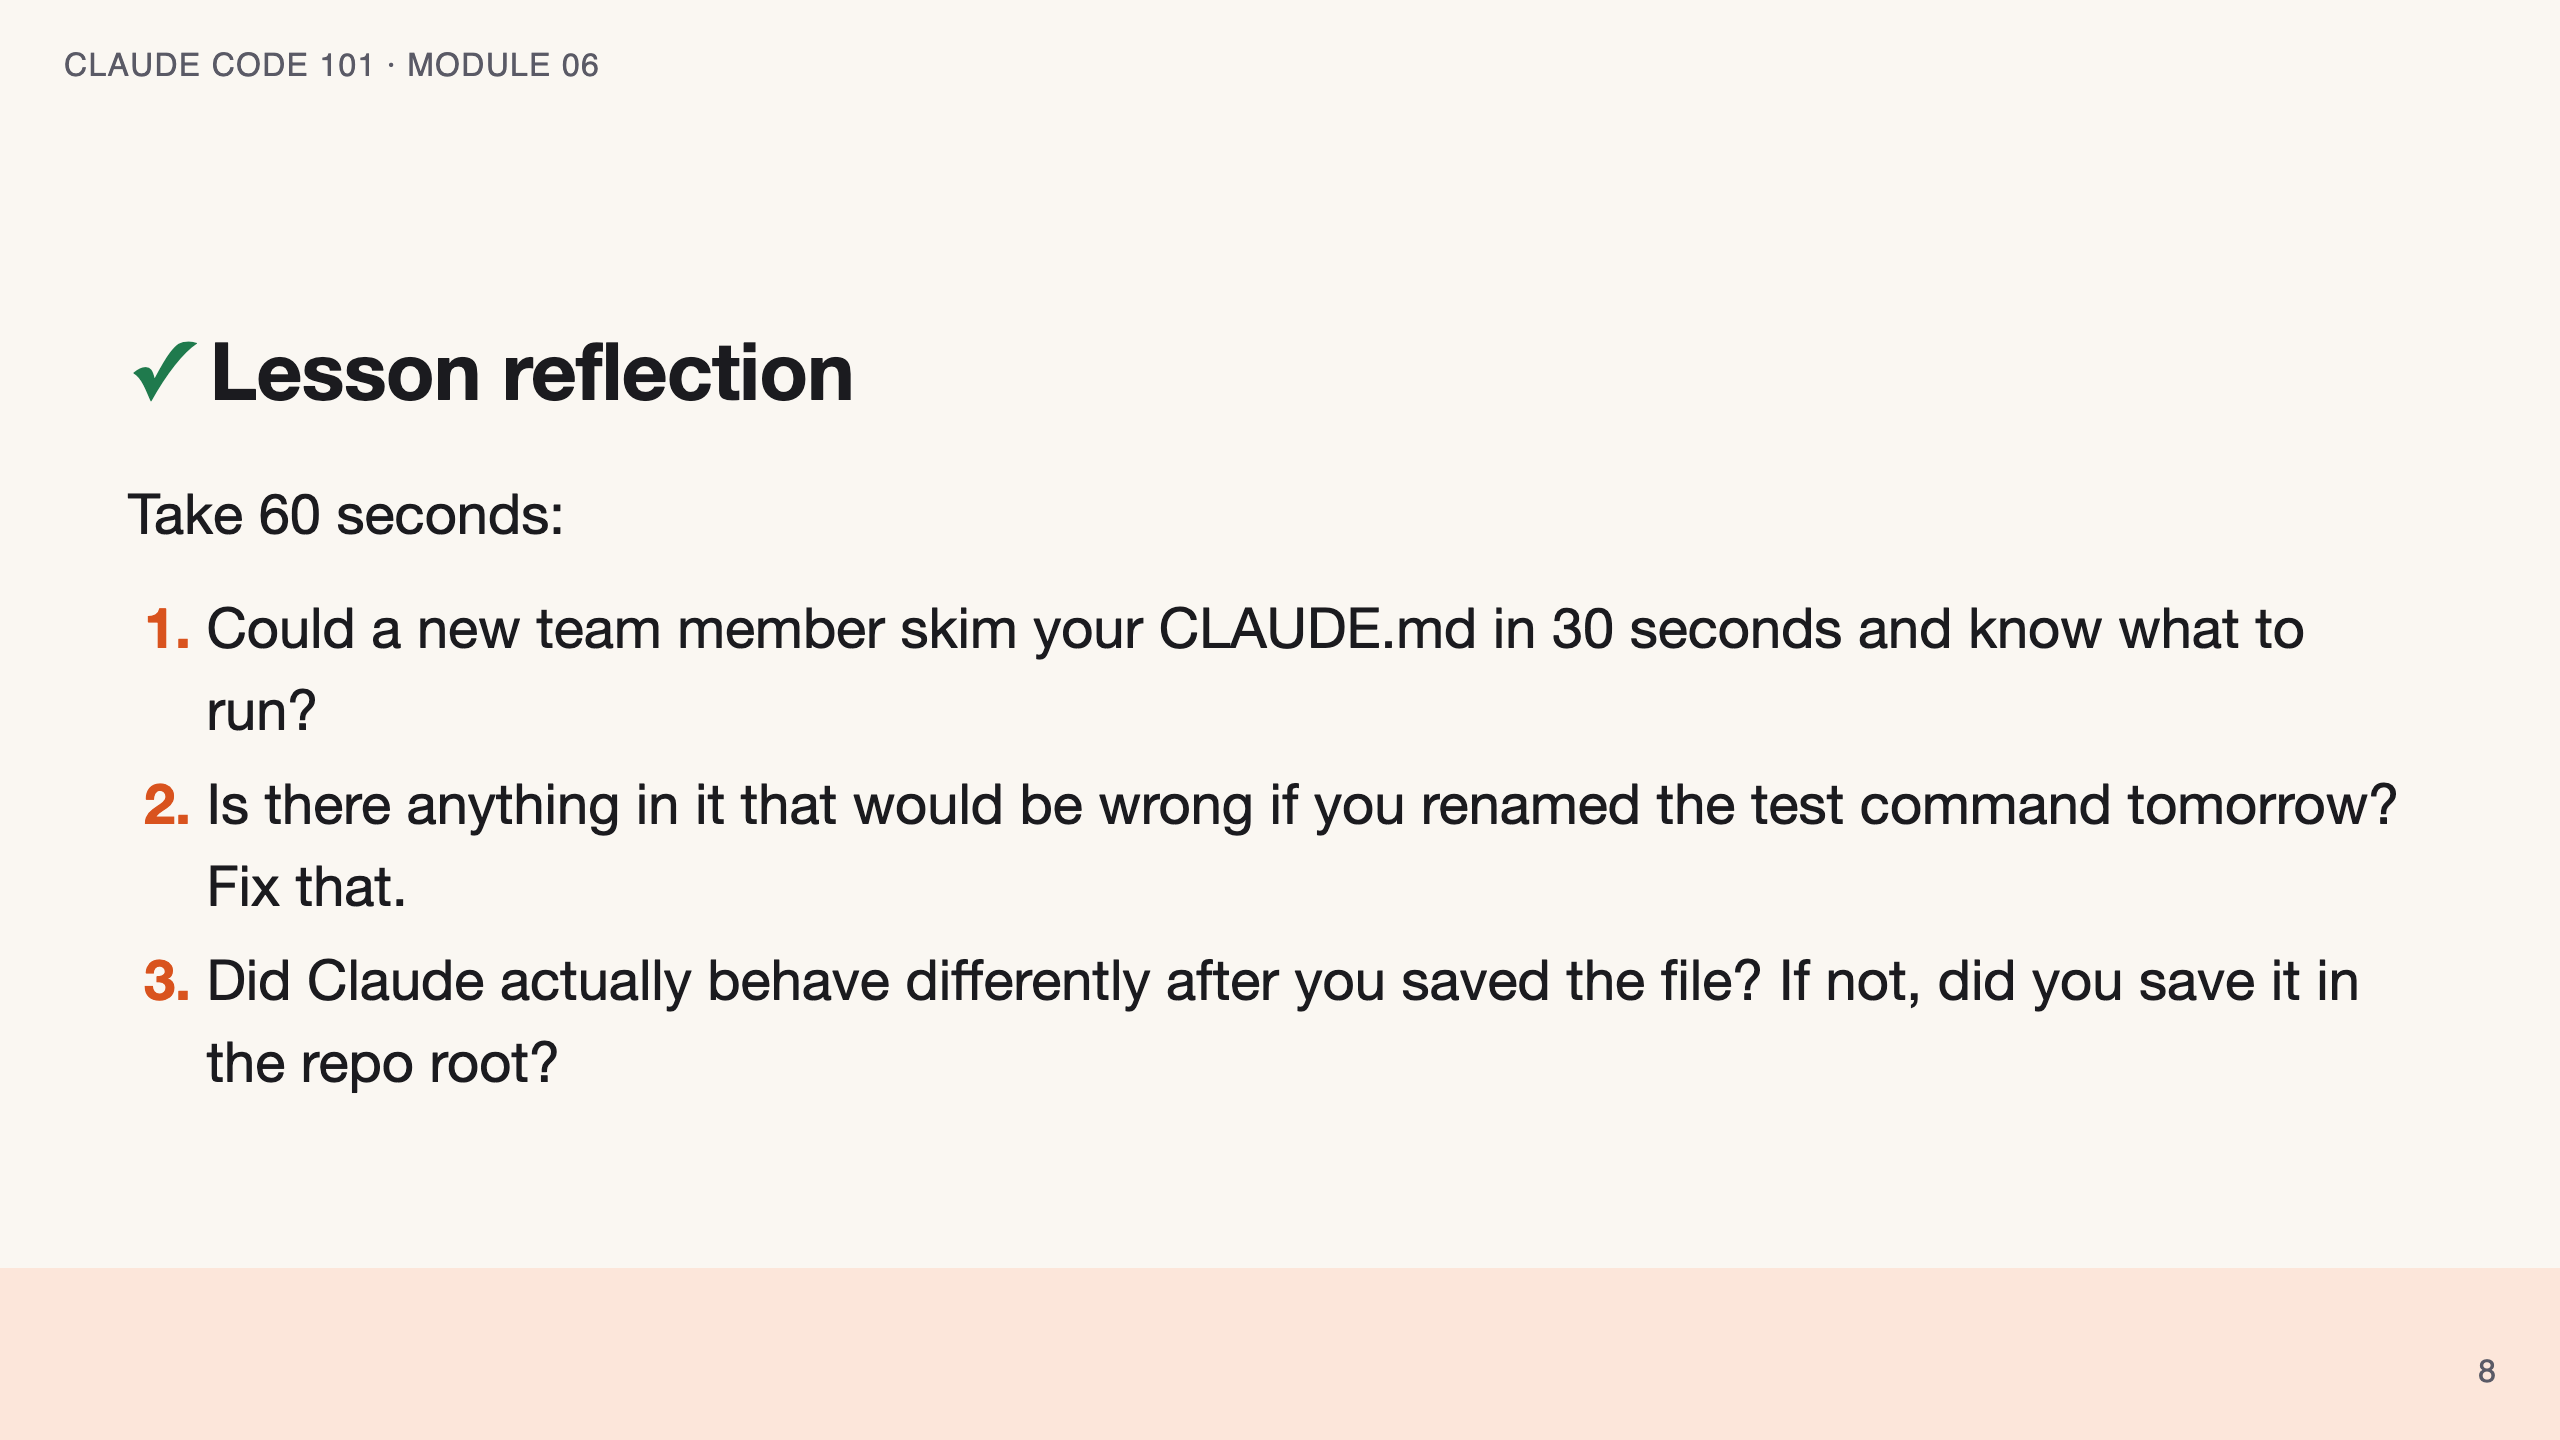 CLAUDE CODE 101 · MODULE 06
✓ Lesson reflection
Take 60 seconds:
1. Could a new team member skim your CLAUDE.md in 30 seconds and know what to
run?
2. Is there anything in it that would be wrong if you renamed the test command tomorrow?
Fix that.
3. Did Claude actually behave differently after you saved the file? If not, did you save it in
the repo root?
8